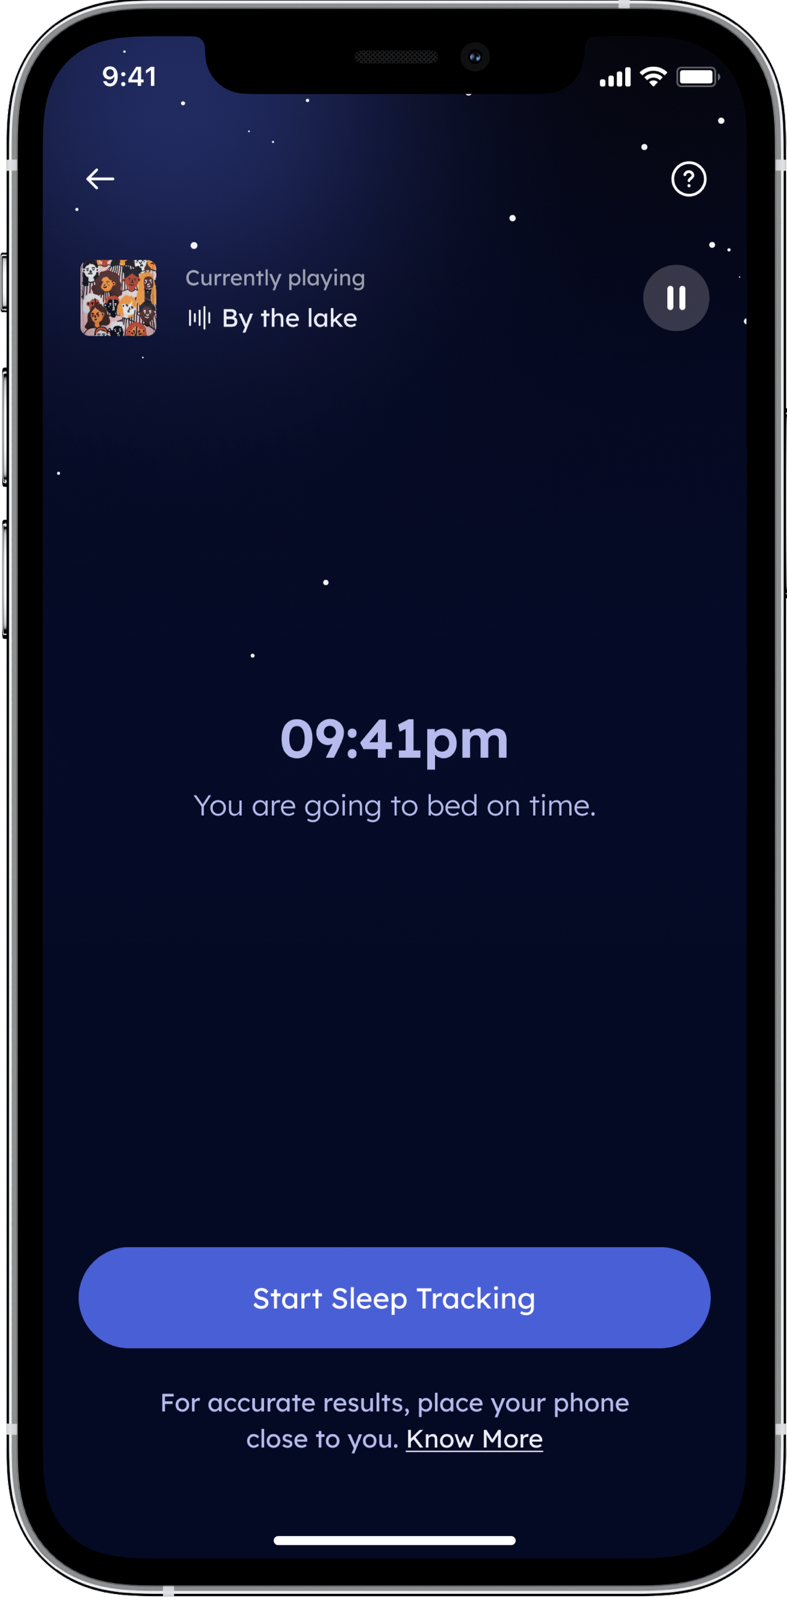 9:41
Currently playing
By the lake
09:41pm
You are going to bed on time.
Start Sleep Tracking
For accurate results, place your phone
close to you. Know More